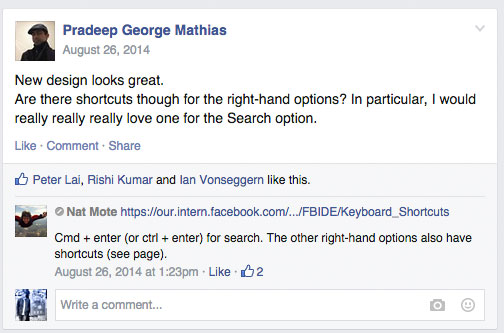 Pradeep George Mathias
August 26, 2014
New design looks great.
Are there shortcuts though for the right-hand options? In particular, I would
really really really love one for the Search option.
Like · Comment · Share
Peter Lai, Rishi Kumar and Ian Vonseggern like this.
Nat Mote https://our.intern.facebook.com/.../FBIDE/Keyboard_Shortcuts
Cmd + enter (or ctrl + enter) for search. The other right-hand options also have
shortcuts (see page).
August 26, 2014 at 1:23pm · Like · 2
Write a comment...